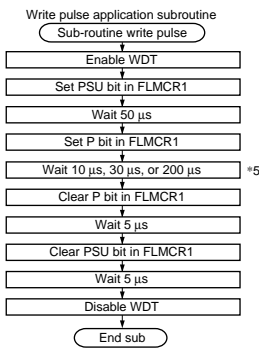 Write pulse application subroutine
Sub-routine write pulse
Enable WDT
Set PSU bit in FLMCR1
Wait 50 µs
Set P bit in FLMCR1
Wait 10 µs, 30 µs, or 200 µs *5
Clear P bit in FLMCR1
Wait 5 µs
Clear PSU bit in FLMCR1
Wait 5 µs
Disable WDT
End sub